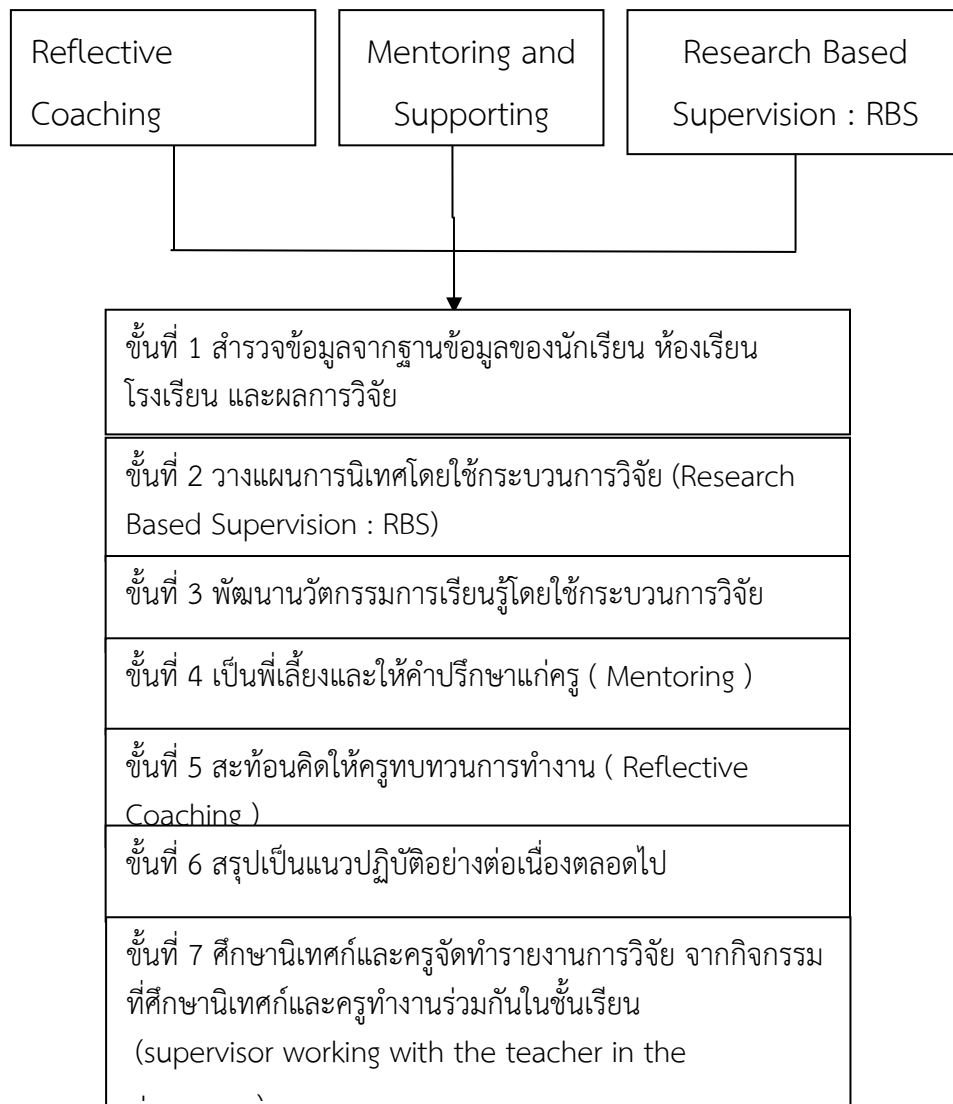 Reflective
Coaching
Mentoring and
Supporting
Research Based
Supervision : RBS
ขั้นที่ 1 สำรวจข้อมูลจากฐานข้อมูลของนักเรียน ห้องเรียน
โรงเรียน และผลการวิจัย
ขั้นที่ 2 วางแผนการนิเทศโดยใช้กระบวนการวิจัย (Research
Based Supervision : RBS)
ขั้นที่ 3 พัฒนานวัตกรรมการเรียนรู้โดยใช้กระบวนการวิจัย
ขั้นที่ 4 เป็นพี่เลี้ยงและให้คำปรึกษาแก่ครู ( Mentoring )
ขั้นที่ 5 สะท้อนคิดให้ครูทบทวนการทำงาน ( Reflective
Coaching )
ขั้นที่ 6 สรุปเป็นแนวปฏิบัติอย่างต่อเนื่องตลอดไป
ขั้นที่ 7 ศึกษานิเทศก์และครูจัดทำรายงานการวิจัย จากกิจกรรม
ที่ศึกษานิเทศก์และครูทำงานร่วมกันในชั้นเรียน
(supervisor working with the teacher in the